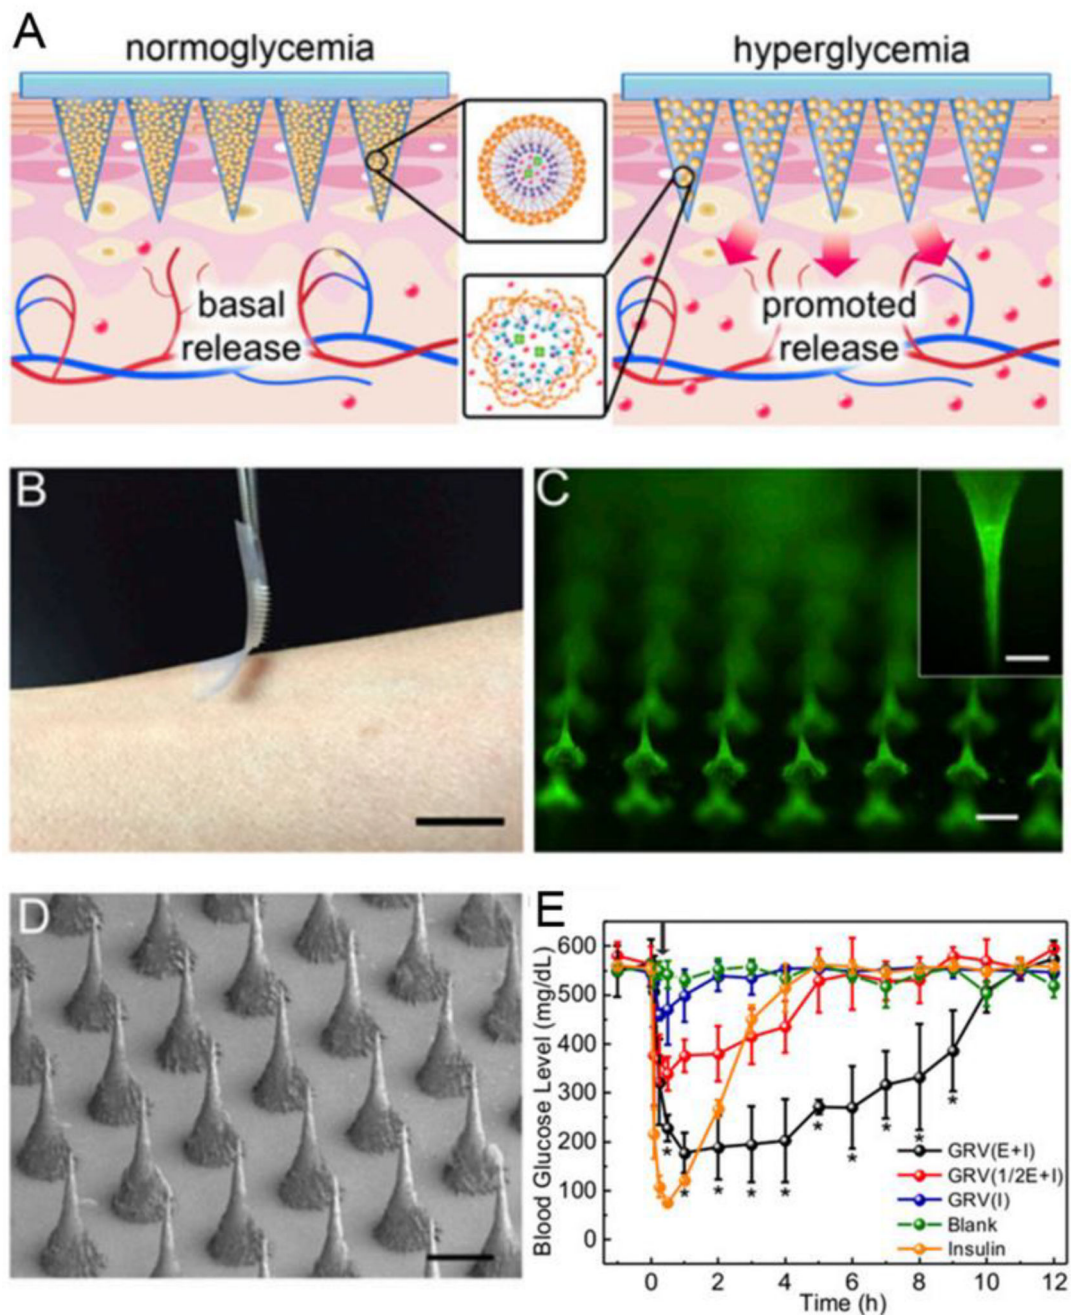 A
normoglycemia
hyperglycemia
basal
release
promoted
release
B
C
D
E
Blood Glucose Level (mg/dL)
600
500
400
300
200
100
0
*
*
*
*
*
*
*
*
*
*
GRV(E+I)
GRV(1/2E+I)
GRV(I)
Blank
Insulin
0
2
4
6
8
10
12
Time (h)